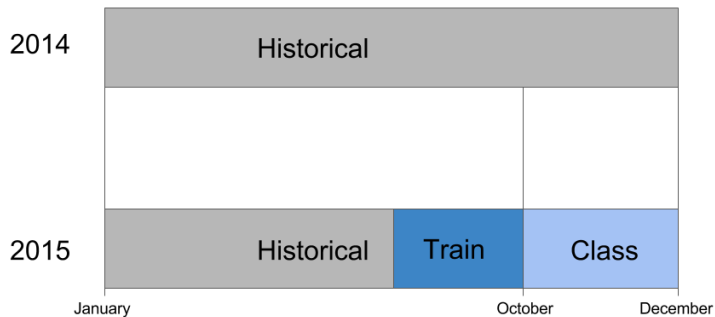 2014
Historical
2015
Historical
Train
Class
January
October
December